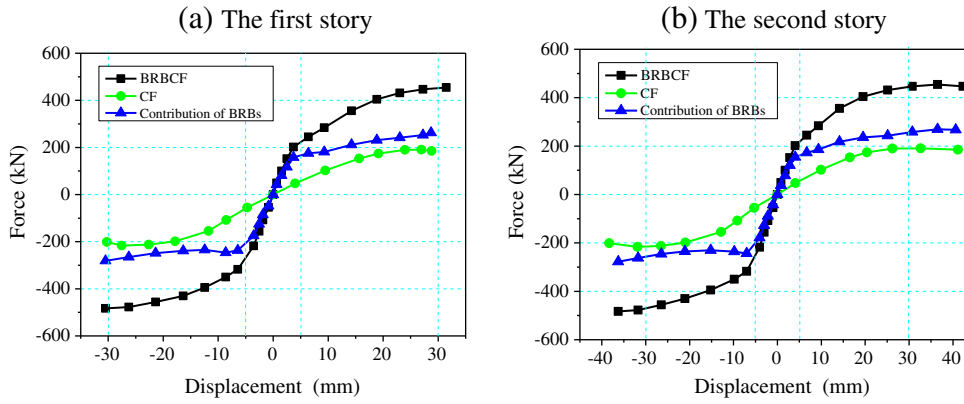 (a) The first story
600
400
200
0
-200
-400
-600
Force (kN)
BRBCF
CF
Contribution of BRBs
-30 -20 -10 0 10 20 30
Displacement (mm)
(b) The second story
600
400
200
0
-200
-400
-600
Force (kN)
BRBCF
CF
Contribution of BRBs
-40 -30 -20 -10 0 10 20 30 40
Displacement (mm)